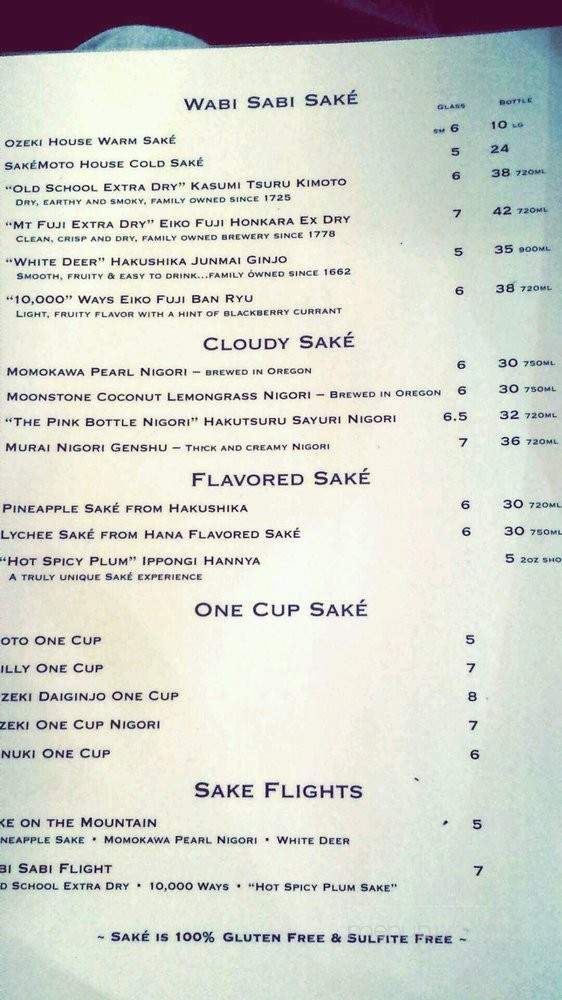 Wabi Sabi Saké
Glass Bottle
Ozeki House Warm Saké sm 6 10 LG
SakéMoto House Cold Saké 5 24
"Old School Extra Dry" Kasumi Tsuru Kimoto 6 38 720ml
Dry, earthy and smoky, family owned since 1725
"Mt Fuji Extra Dry" Eiko Fuji Honkara Ex Dry 7 42 720ml
Clean, crisp and dry, family owned brewery since 1778
"White Deer" Hakushika Junmai Ginjo 5 35 900ml
Smooth, fruity & easy to drink...family owned since 1662
"10,000" Ways Eiko Fuji Ban Ryu 6 38 720ml
Light, fruity flavor with a hint of blackberry currant
Cloudy Saké
Momokawa Pearl Nigori – brewed in Oregon 6 30 750ml
Moonstone Coconut Lemongrass Nigori – Brewed in Oregon 6 30 750ml
"The Pink Bottle Nigori" Hakutsuru Sayuri Nigori 6.5 32 720ml
Murai Nigori Genshu – Thick and creamy Nigori 7 36 720ml
Flavored Saké
Pineapple Saké from Hakushika 6 30 720ml
Lychee Saké from Hana Flavored Saké 6 30 750ml
"Hot Spicy Plum" Ippongi Hannya 5 2oz sho
A truly unique Saké experience
One Cup Saké
oto One Cup 5
illy One Cup 7
zeki Daiginjo One Cup 8
zeki One Cup Nigori 7
nuki One Cup 6
Sake Flights
ke on the Mountain 5
neapple Sake • Momokawa Pearl Nigori • White Deer
bi Sabi Flight 7
d School Extra Dry • 10,000 Ways • "Hot Spicy Plum Sake"
~ Saké is 100% Gluten Free & Sulfite Free ~